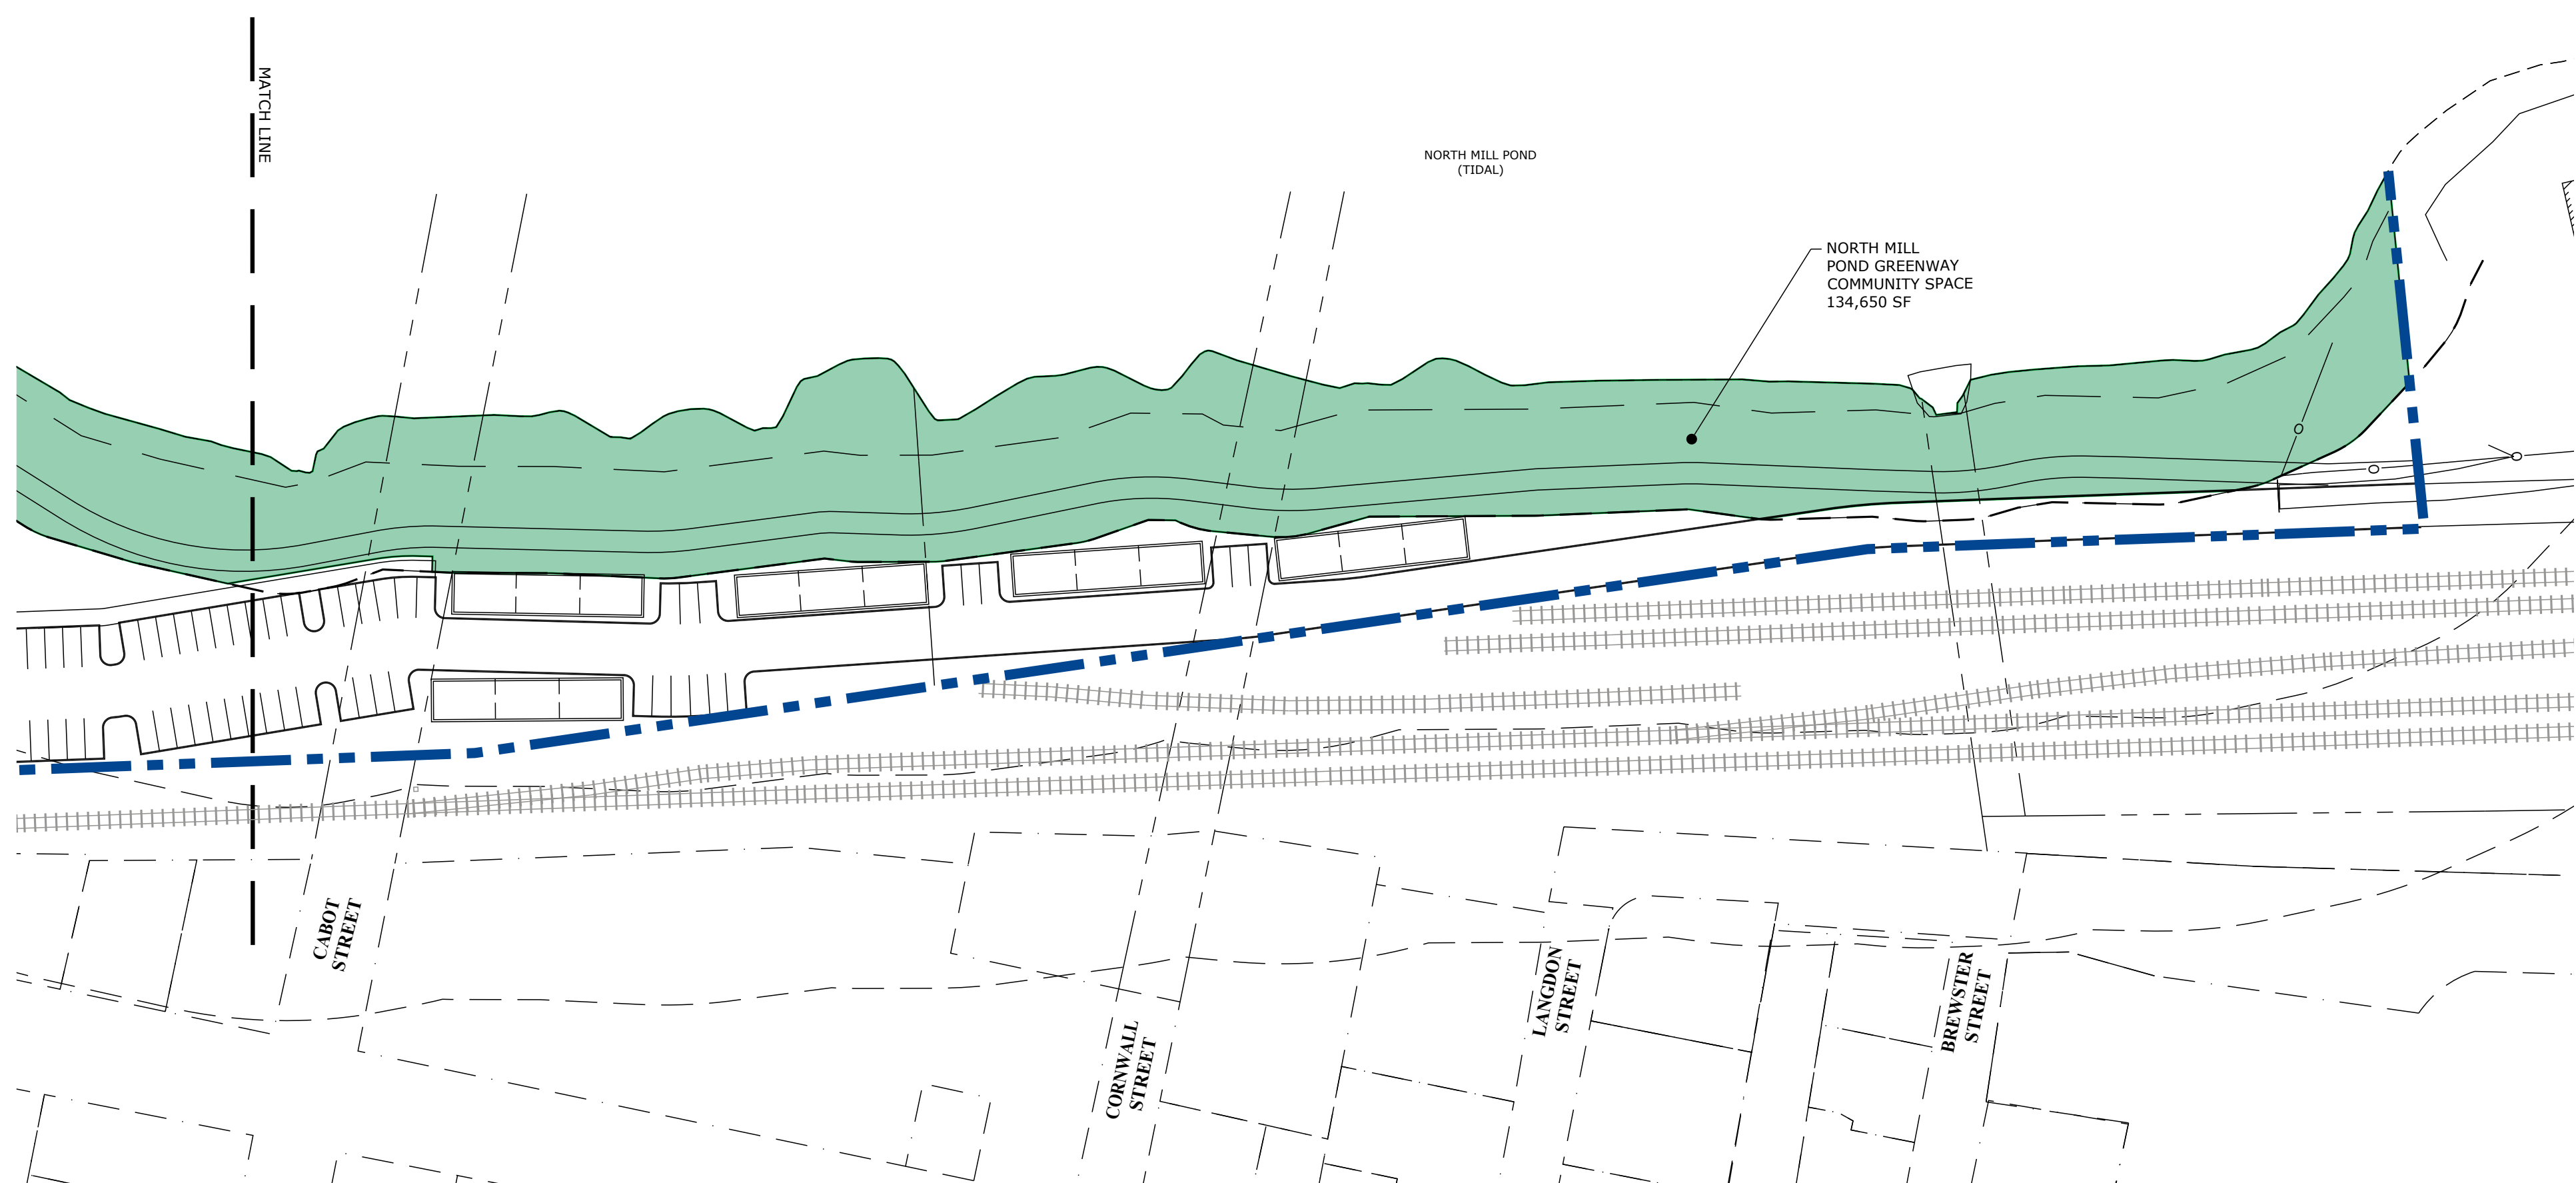 MATCH LINE
NORTH MILL POND
(TIDAL)
NORTH MILL
POND GREENWAY
COMMUNITY SPACE
134,650 SF
CABOT
STREET
CORNWALL
STREET
LANGDON
STREET
BREWSTER
STREET